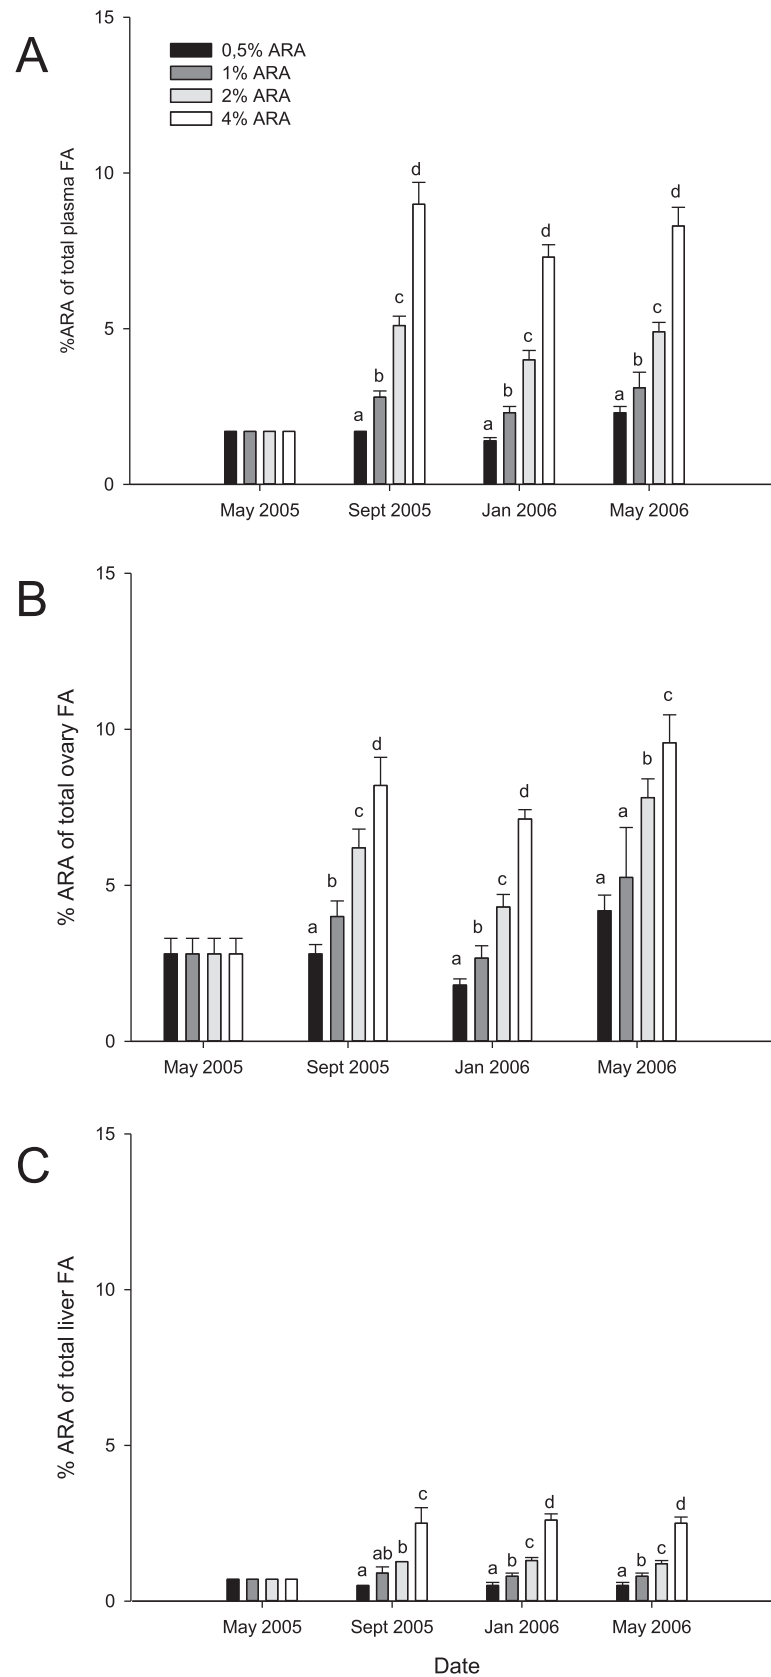 A
15
0,5% ARA
1% ARA
2% ARA
4% ARA
10
5
0
%ARA of total plasma FA
a b c d
a b c d
a b c d
May 2005 Sept 2005 Jan 2006 May 2006
B
15
10
5
0
% ARA of total ovary FA
a b c d
a b c d
a a b c
May 2005 Sept 2005 Jan 2006 May 2006
C
15
10
5
0
% ARA of total liver FA
a ab b c
a b c d
a b c d
May 2005 Sept 2005 Jan 2006 May 2006
Date